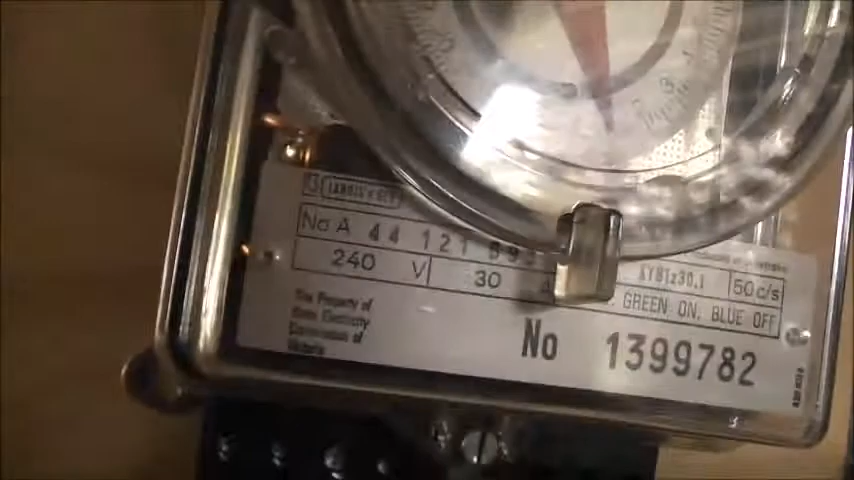 No A 44 121
240 V 30 A
50c/s
GREEN ON. BLUE OFF
The Property of
State Electricity
Commission of
Victoria
No 1399782